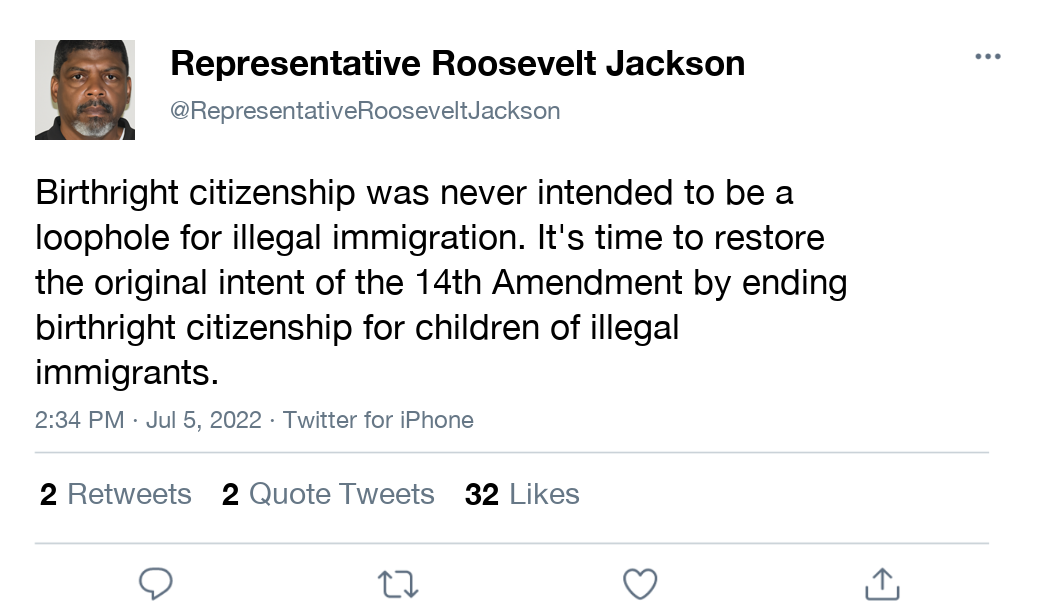 Representative Roosevelt Jackson
@RepresentativeRooseveltJackson
Birthright citizenship was never intended to be a
loophole for illegal immigration. It's time to restore
the original intent of the 14th Amendment by ending
birthright citizenship for children of illegal
immigrants.
2:34 PM · Jul 5, 2022 · Twitter for iPhone
2 Retweets 2 Quote Tweets 32 Likes